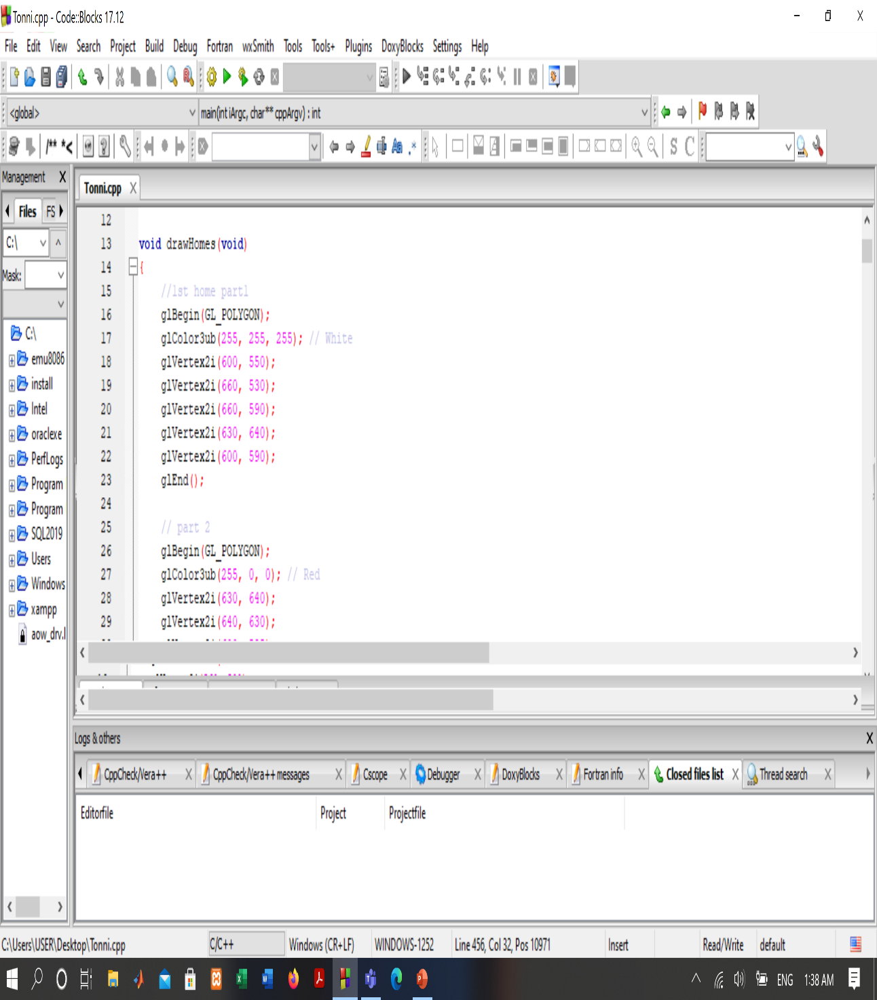 Tonni.cpp - Code::Blocks 17.12
File Edit View Search Project Build Debug Fortran wxSmith Tools Tools+ Plugins DoxyBlocks Settings Help
<global> main(int iArgc, char** cppArgv) : int
/** *<
S C
Management X
Tonni.cpp
Files FS
C:\
Mask:
C:\
emu8086
install
Intel
oraclexe
PerfLogs
Program
Program
SQL2019
Users
Windows
xampp
aow_drv.l
12
13 void drawHomes(void)
14 {
15 //1st home part1
16 glBegin(GL_POLYGON);
17 glColor3ub(255, 255, 255); // White
18 glVertex2i(600, 550);
19 glVertex2i(660, 530);
20 glVertex2i(660, 590);
21 glVertex2i(630, 640);
22 glVertex2i(600, 590);
23 glEnd();
24
25 // part 2
26 glBegin(GL_POLYGON);
27 glColor3ub(255, 0, 0); // Red
28 glVertex2i(630, 640);
29 glVertex2i(640, 630);
Logs & others
CppCheck/Vera++ CppCheck/Vera++ messages Cscope Debugger DoxyBlocks Fortran info Closed files list Thread search
Editorfile Project Projectfile
C:\Users\USER\Desktop\Tonni.cpp C/C++ Windows (CR+LF) WINDOWS-1252 Line 456, Col 32, Pos 10971 Insert Read/Write default
ENG 1:38 AM